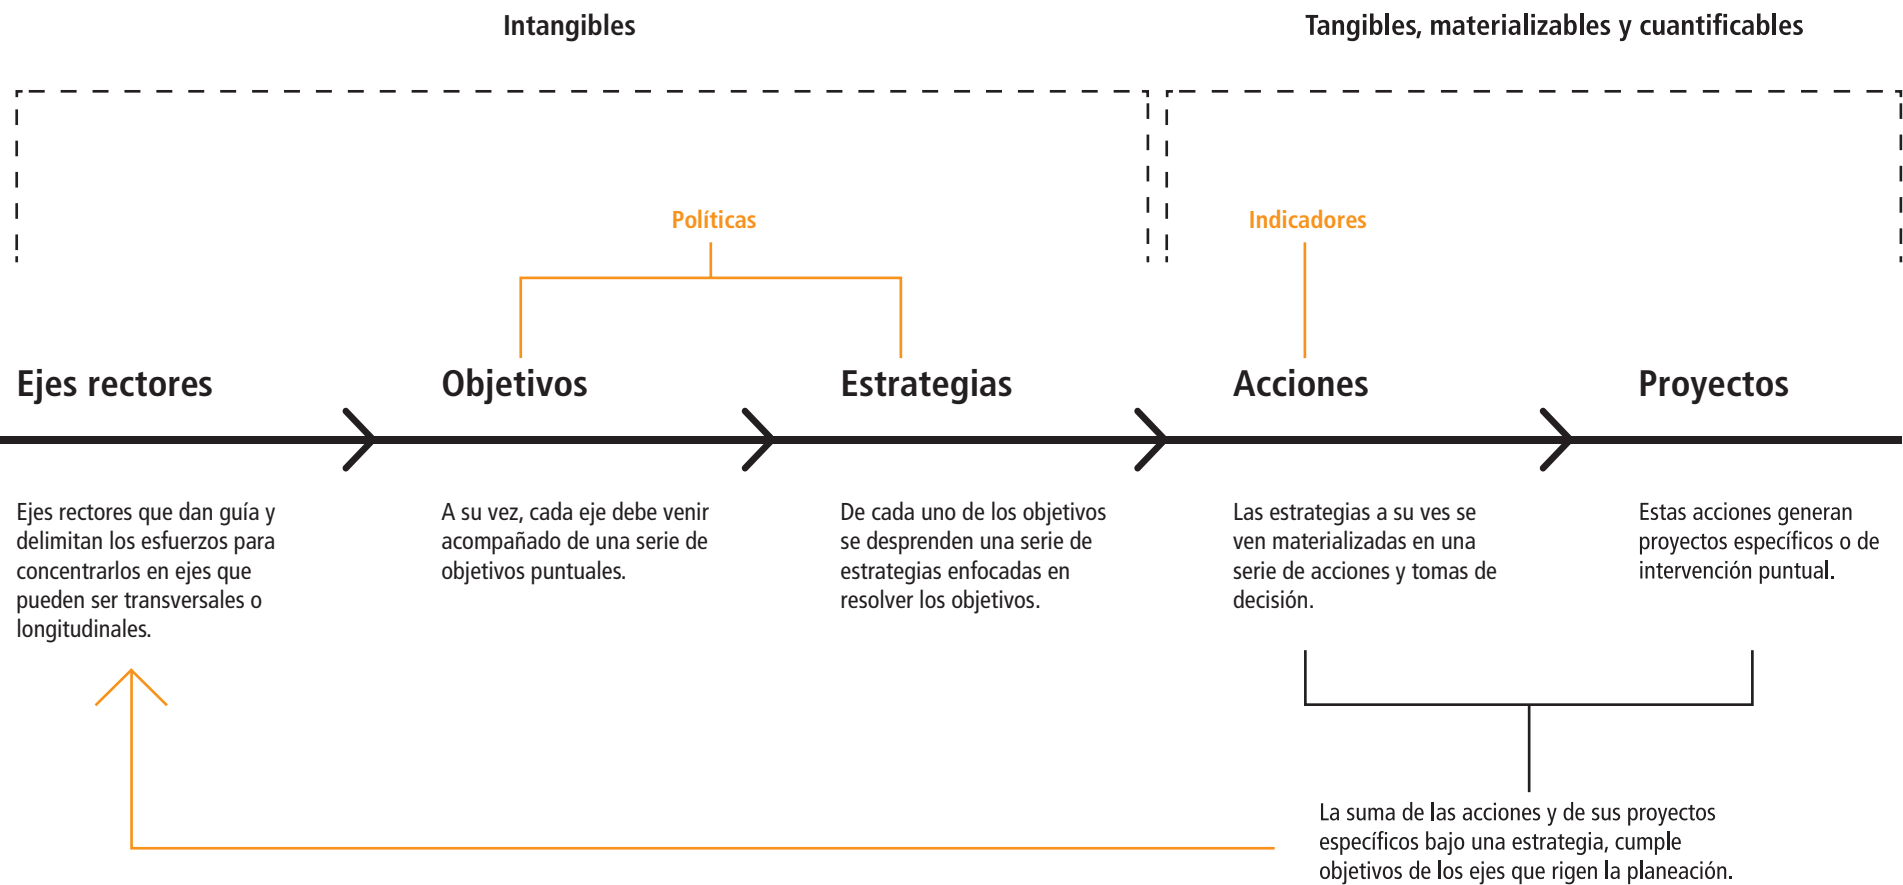 Intangibles
Tangibles, materializables y cuantificables
Políticas
Indicadores
Ejes rectores
Objetivos
Estrategias
Acciones
Proyectos
Ejes rectores que dan guía y
delimitan los esfuerzos para
concentrarlos en ejes que
pueden ser transversales o
longitudinales.
A su vez, cada eje debe venir
acompañado de una serie de
objetivos puntuales.
De cada uno de los objetivos
se desprenden una serie de
estrategias enfocadas en
resolver los objetivos.
Las estrategias a su ves se
ven materializadas en una
serie de acciones y tomas de
decisión.
Estas acciones generan
proyectos específicos o de
intervención puntual.
La suma de las acciones y de sus proyectos
específicos bajo una estrategia, cumple
objetivos de los ejes que rigen la planeación.